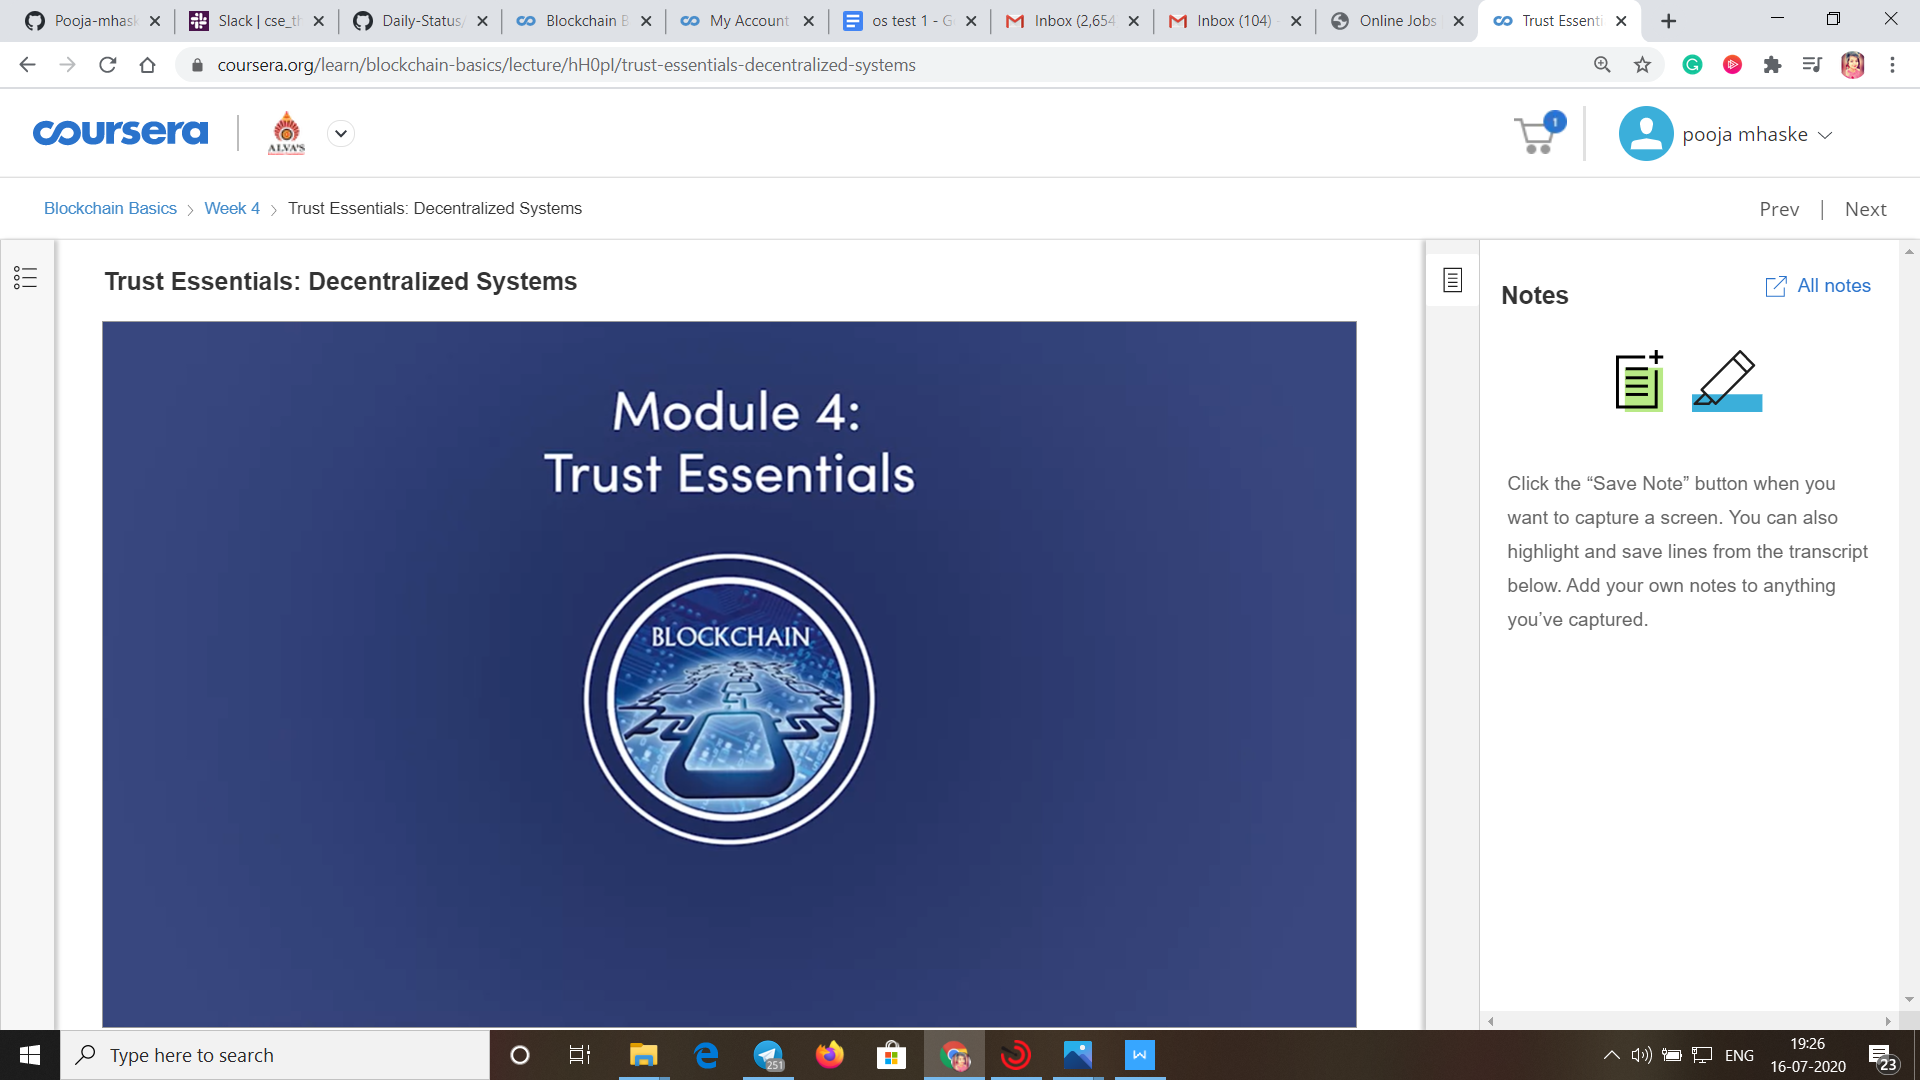 Pooja-mhask
Slack | cse_th
Daily-Status/
Blockchain B
My Account
os test 1 - Go
Inbox (2,654
Inbox (104) -
Online Jobs
Trust Essenti
coursera.org/learn/blockchain-basics/lecture/hH0pI/trust-essentials-decentralized-systems
coursera
ALVA'S
1
pooja mhaske
Blockchain Basics
Week 4
Trust Essentials: Decentralized Systems
Prev | Next
Trust Essentials: Decentralized Systems
Module 4:
Trust Essentials
BLOCKCHAIN
Notes
All notes
Click the “Save Note” button when you
want to capture a screen. You can also
highlight and save lines from the transcript
below. Add your own notes to anything
you’ve captured.
Type here to search
251
ENG
19:26
16-07-2020
23